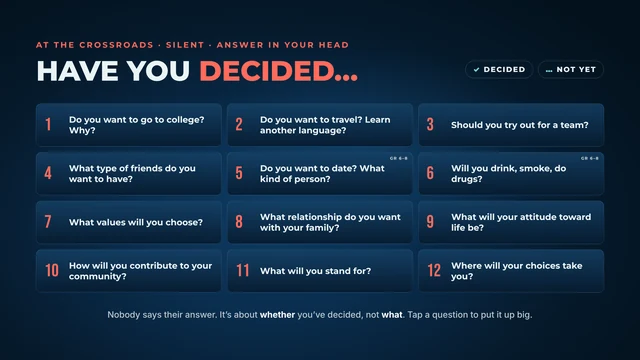 AT THE CROSSROADS · SILENT · ANSWER IN YOUR HEAD
HAVE YOU DECIDED...
✓ DECIDED
... NOT YET
1
Do you want to go to college?
Why?
2
Do you want to travel? Learn
another language?
3
Should you try out for a team?
4
What type of friends do you
want to have?
GR 6–8
5
Do you want to date? What
kind of person?
GR 6–8
6
Will you drink, smoke, do
drugs?
7
What values will you choose?
8
What relationship do you want
with your family?
9
What will your attitude toward
life be?
10
How will you contribute to your
community?
11
What will you stand for?
12
Where will your choices take
you?
Nobody says their answer. It's about whether you've decided, not what. Tap a question to put it up big.